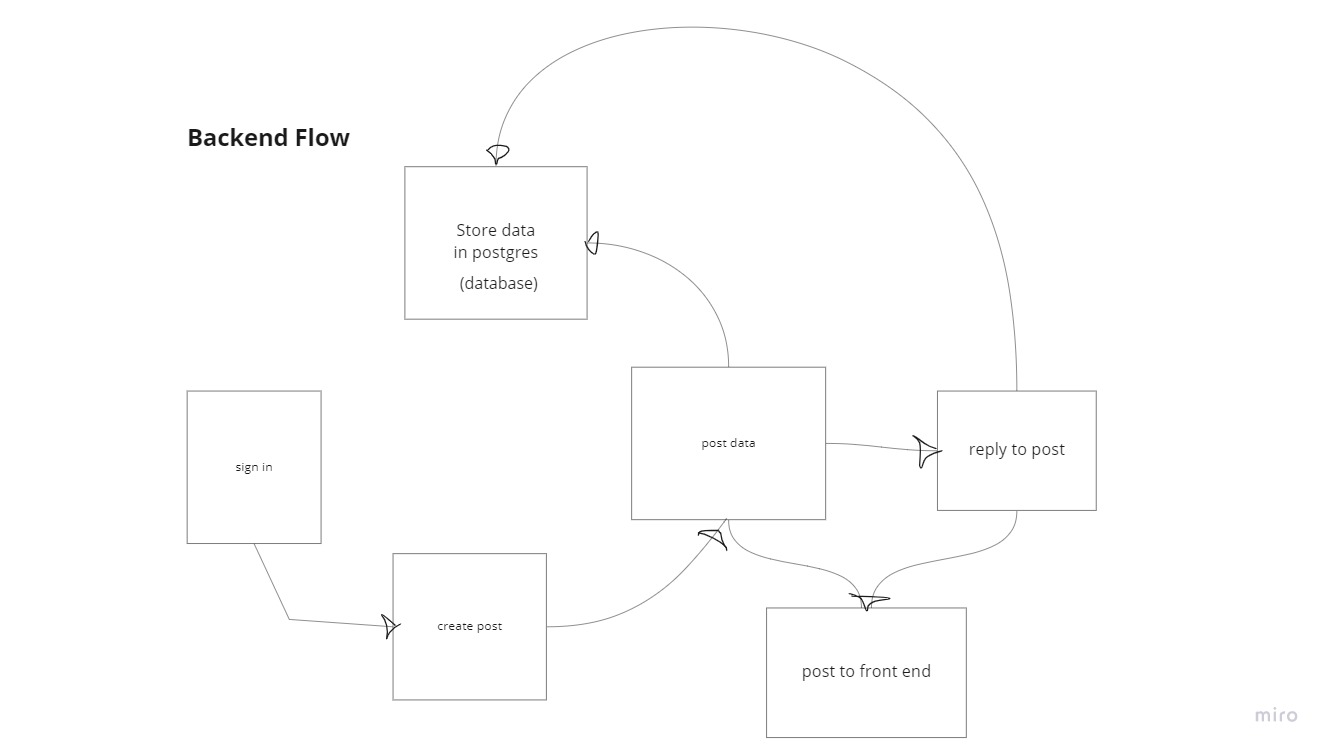 Backend Flow
Store data
in postgres
(database)
sign in
create post
post data
reply to post
post to front end
miro